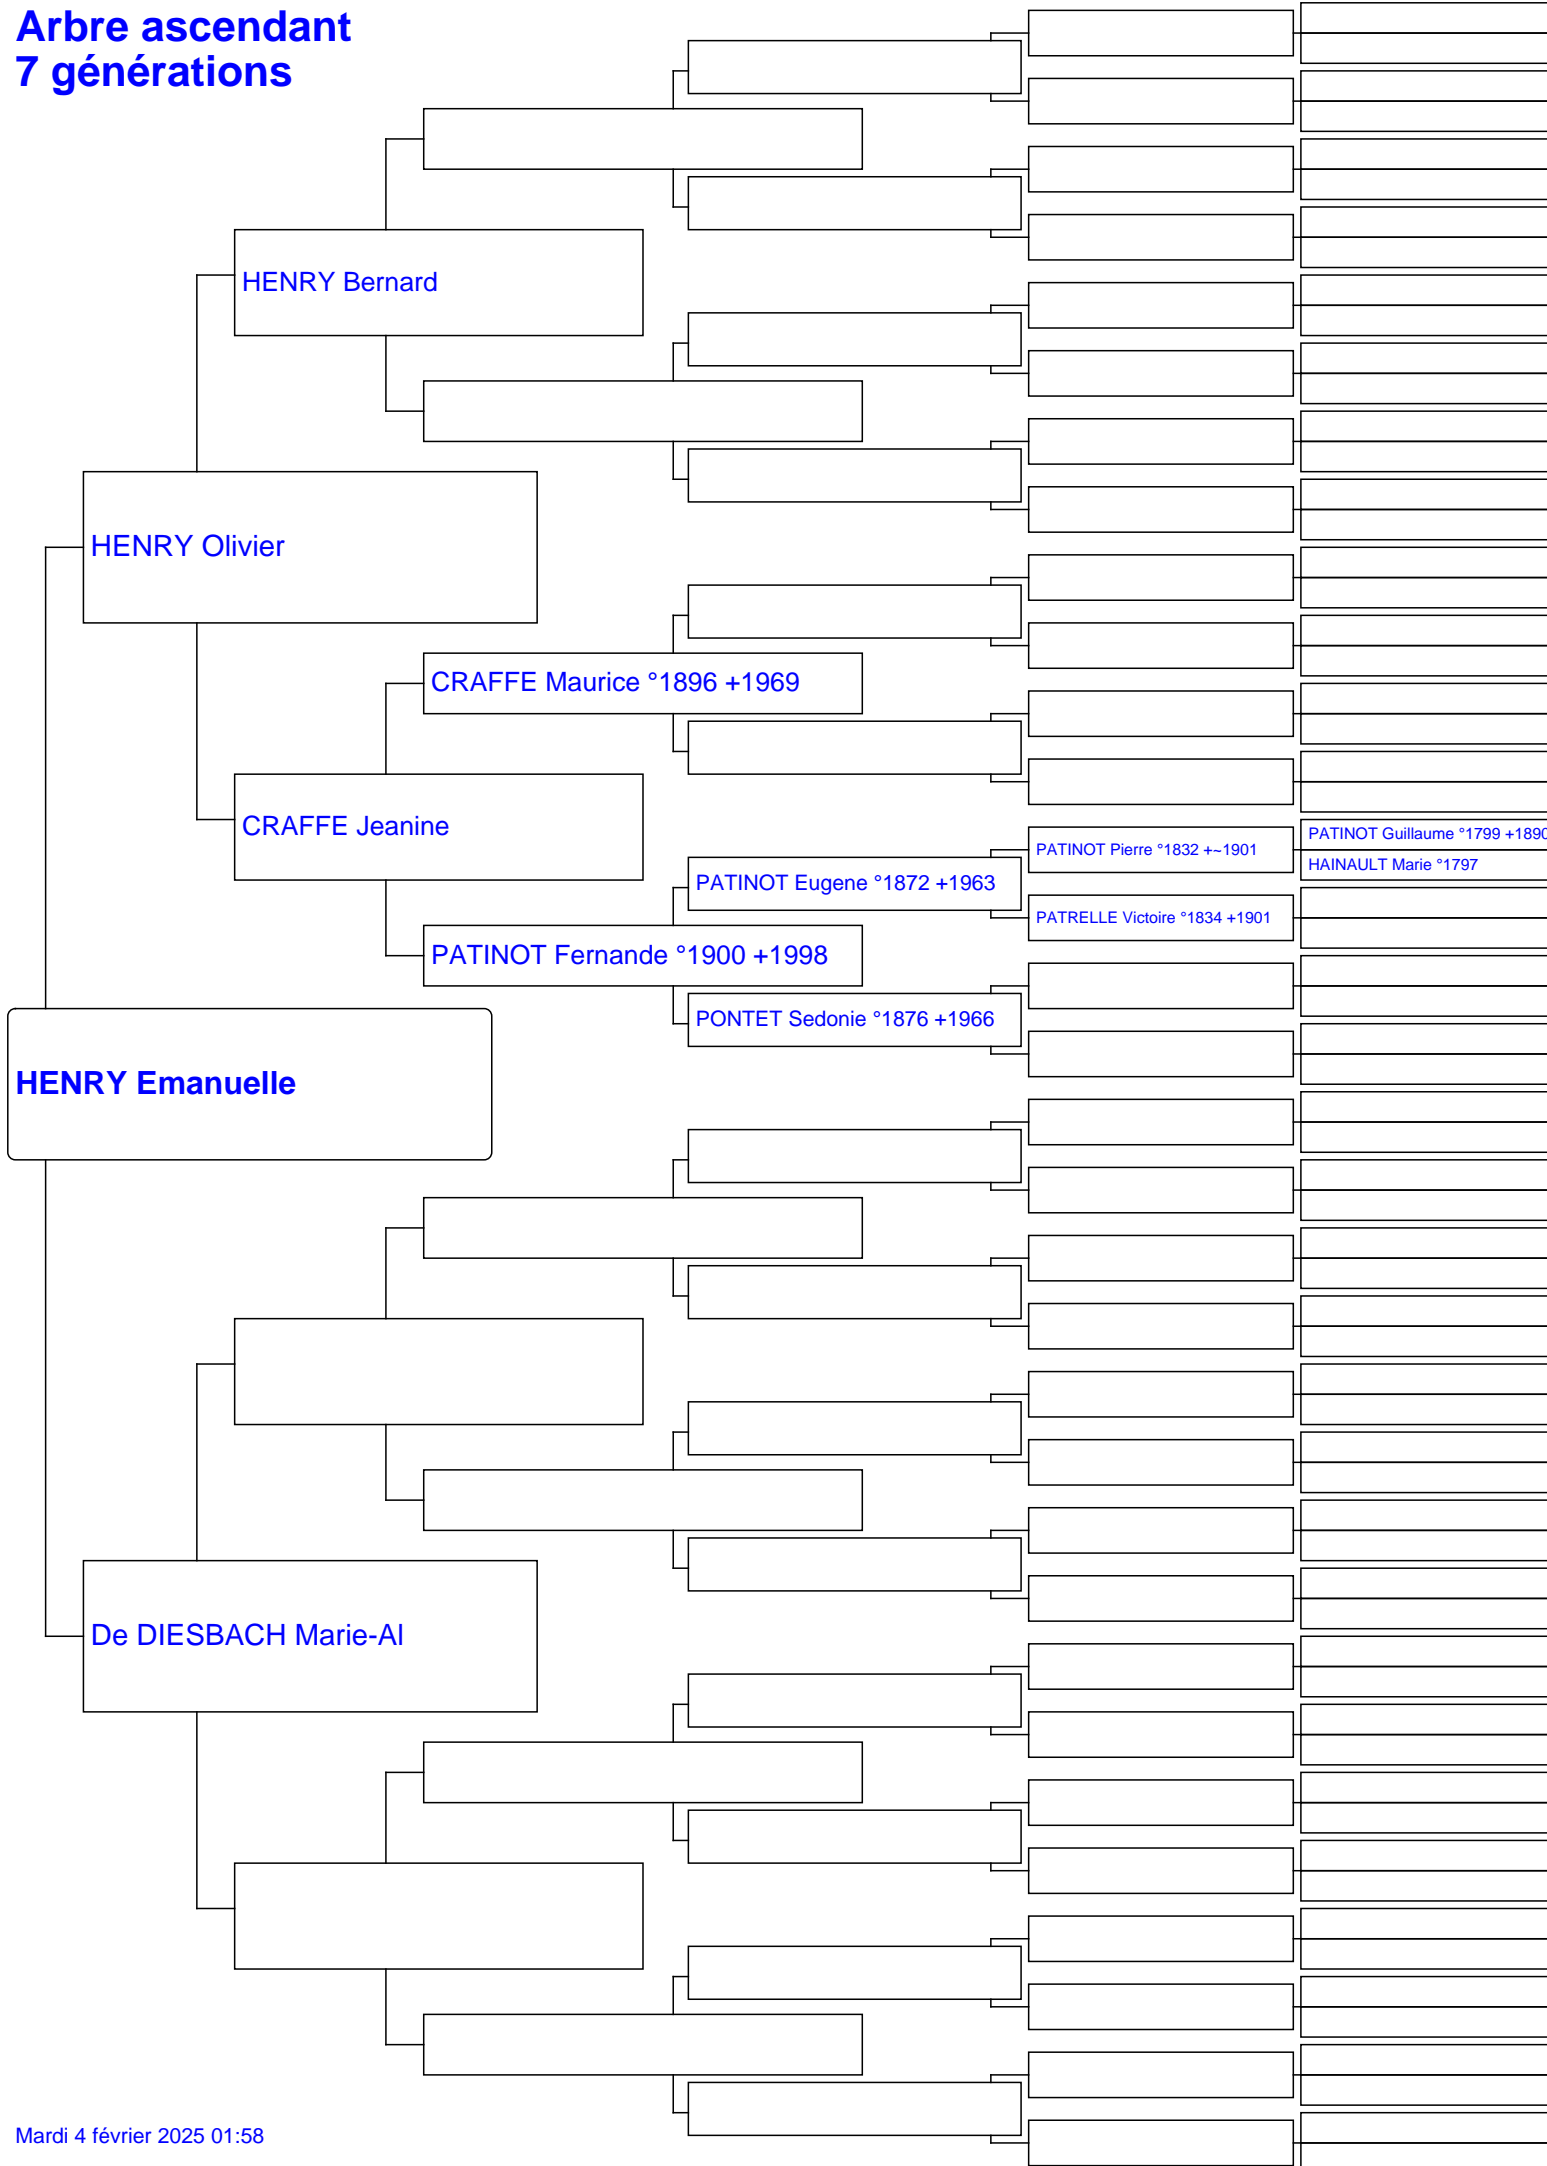 Arbre ascendant
7 générations
HENRY Bernard
HENRY Olivier
CRAFFE Maurice °1896 +1969
CRAFFE Jeanine
PATINOT Guillaume °1799 +1890
PATINOT Pierre °1832 +~1901
HAINAULT Marie °1797
PATINOT Eugene °1872 +1963
PATRELLE Victoire °1834 +1901
PATINOT Fernande °1900 +1998
PONTET Sedonie °1876 +1966
HENRY Emanuelle
De DIESBACH Marie-Al
Mardi 4 février 2025 01:58